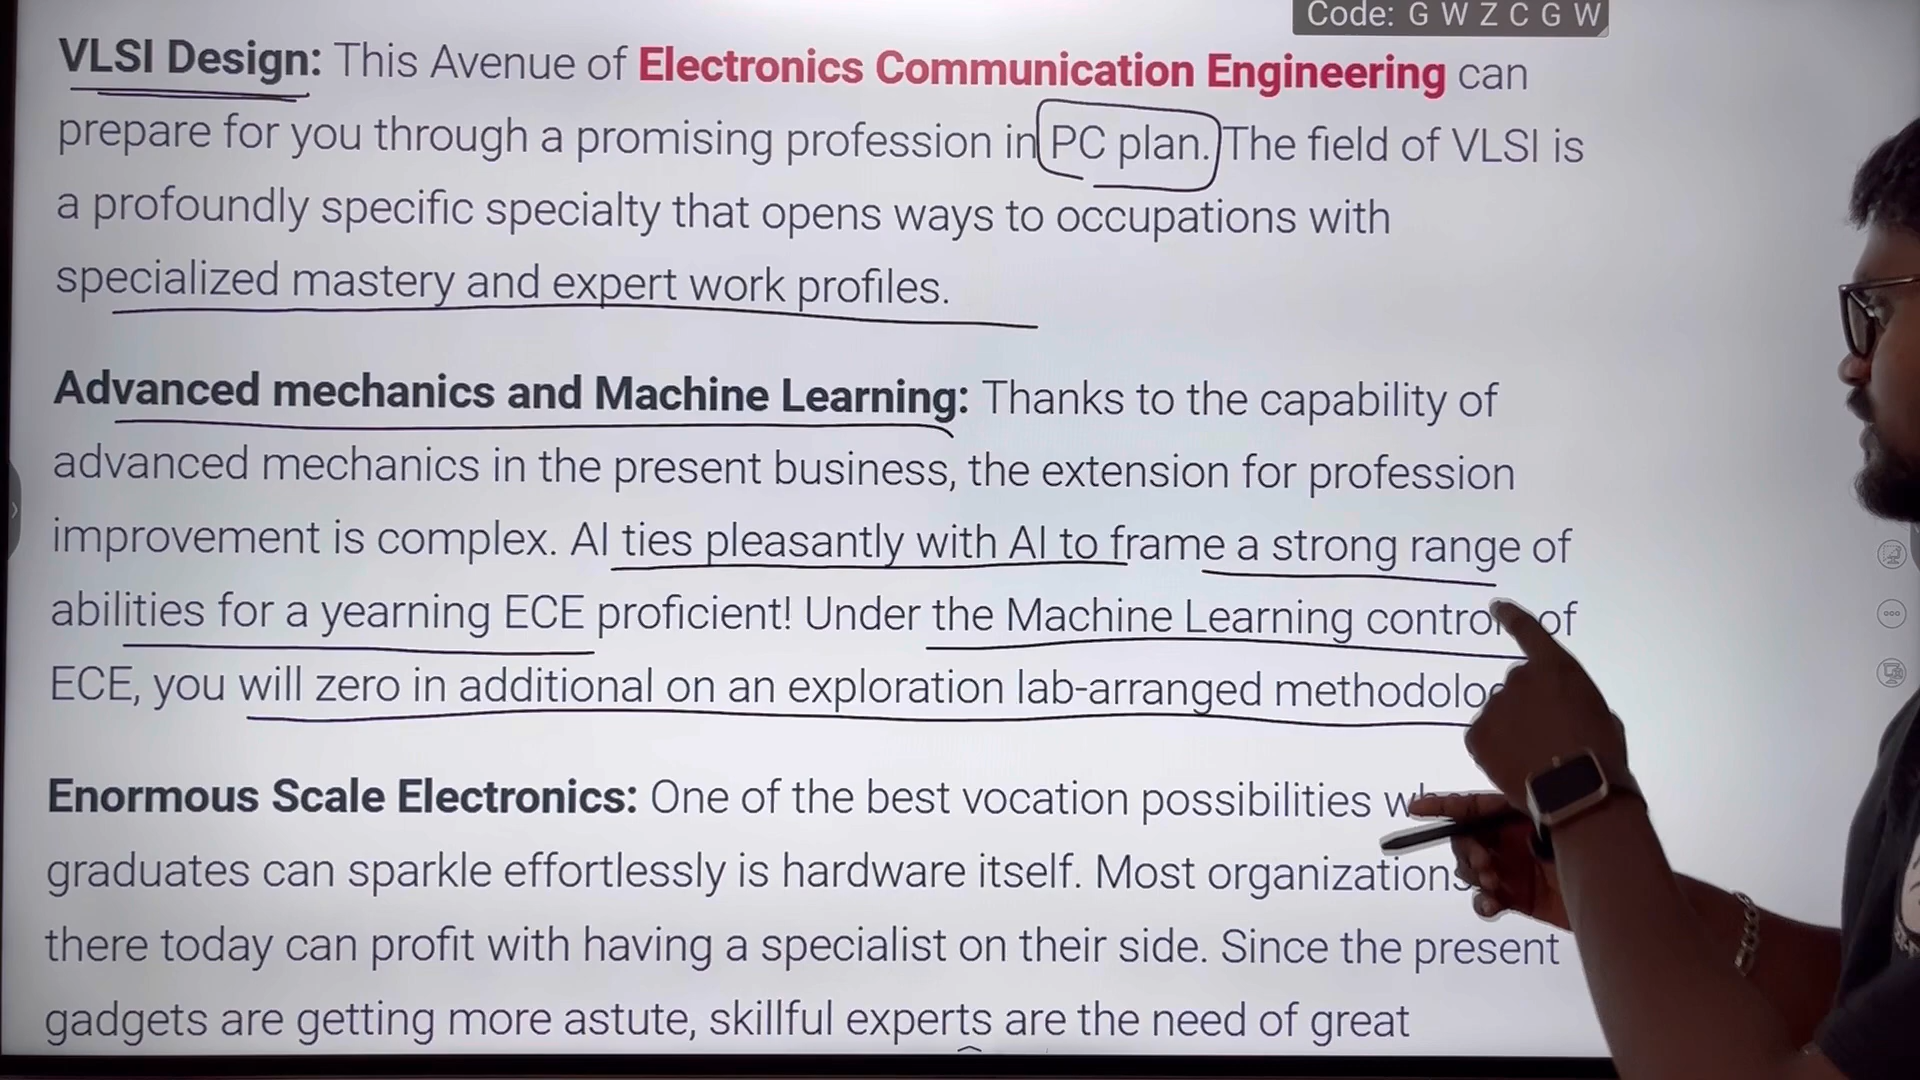 Code: G W Z C G W
VLSI Design: This Avenue of Electronics Communication Engineering can
prepare for you through a promising profession in PC plan. The field of VLSI is
a profoundly specific specialty that opens ways to occupations with
specialized mastery and expert work profiles.
Advanced mechanics and Machine Learning: Thanks to the capability of
advanced mechanics in the present business, the extension for profession
improvement is complex. AI ties pleasantly with AI to frame a strong range of
abilities for a yearning ECE proficient! Under the Machine Learning control of
ECE, you will zero in additional on an exploration lab-arranged
Enormous Scale Electronics: One of the best vocation possibilities
graduates can sparkle effortlessly is hardware itself. Most organizations
there today can profit with having a specialist on their side. Since the present
gadgets are getting more astute, skillful experts are the need of great